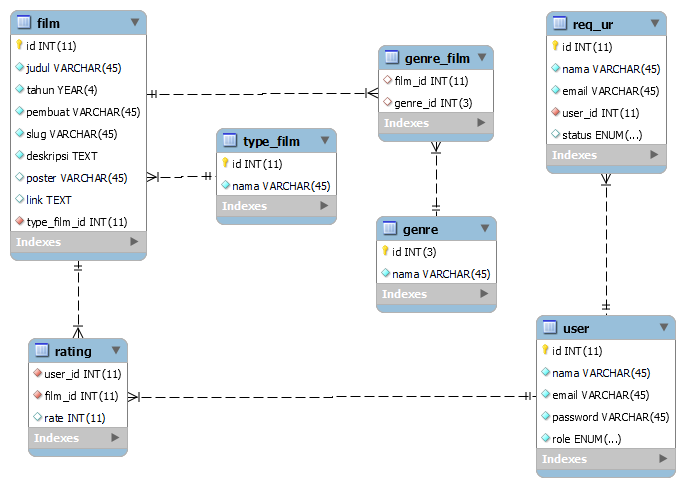 film
id INT(11)
judul VARCHAR(45)
tahun YEAR(4)
pembuat VARCHAR(45)
slug VARCHAR(45)
deskripsi TEXT
poster VARCHAR(45)
link TEXT
type_film_id INT(11)
Indexes
type_film
id INT(11)
nama VARCHAR(45)
Indexes
genre_film
film_id INT(11)
genre_id INT(3)
Indexes
genre
id INT(3)
nama VARCHAR(45)
Indexes
req_ur
id INT(11)
nama VARCHAR(45)
email VARCHAR(45)
user_id INT(11)
status ENUM(...)
Indexes
rating
user_id INT(11)
film_id INT(11)
rate INT(11)
Indexes
user
id INT(11)
nama VARCHAR(45)
email VARCHAR(45)
password VARCHAR(45)
role ENUM(...)
Indexes